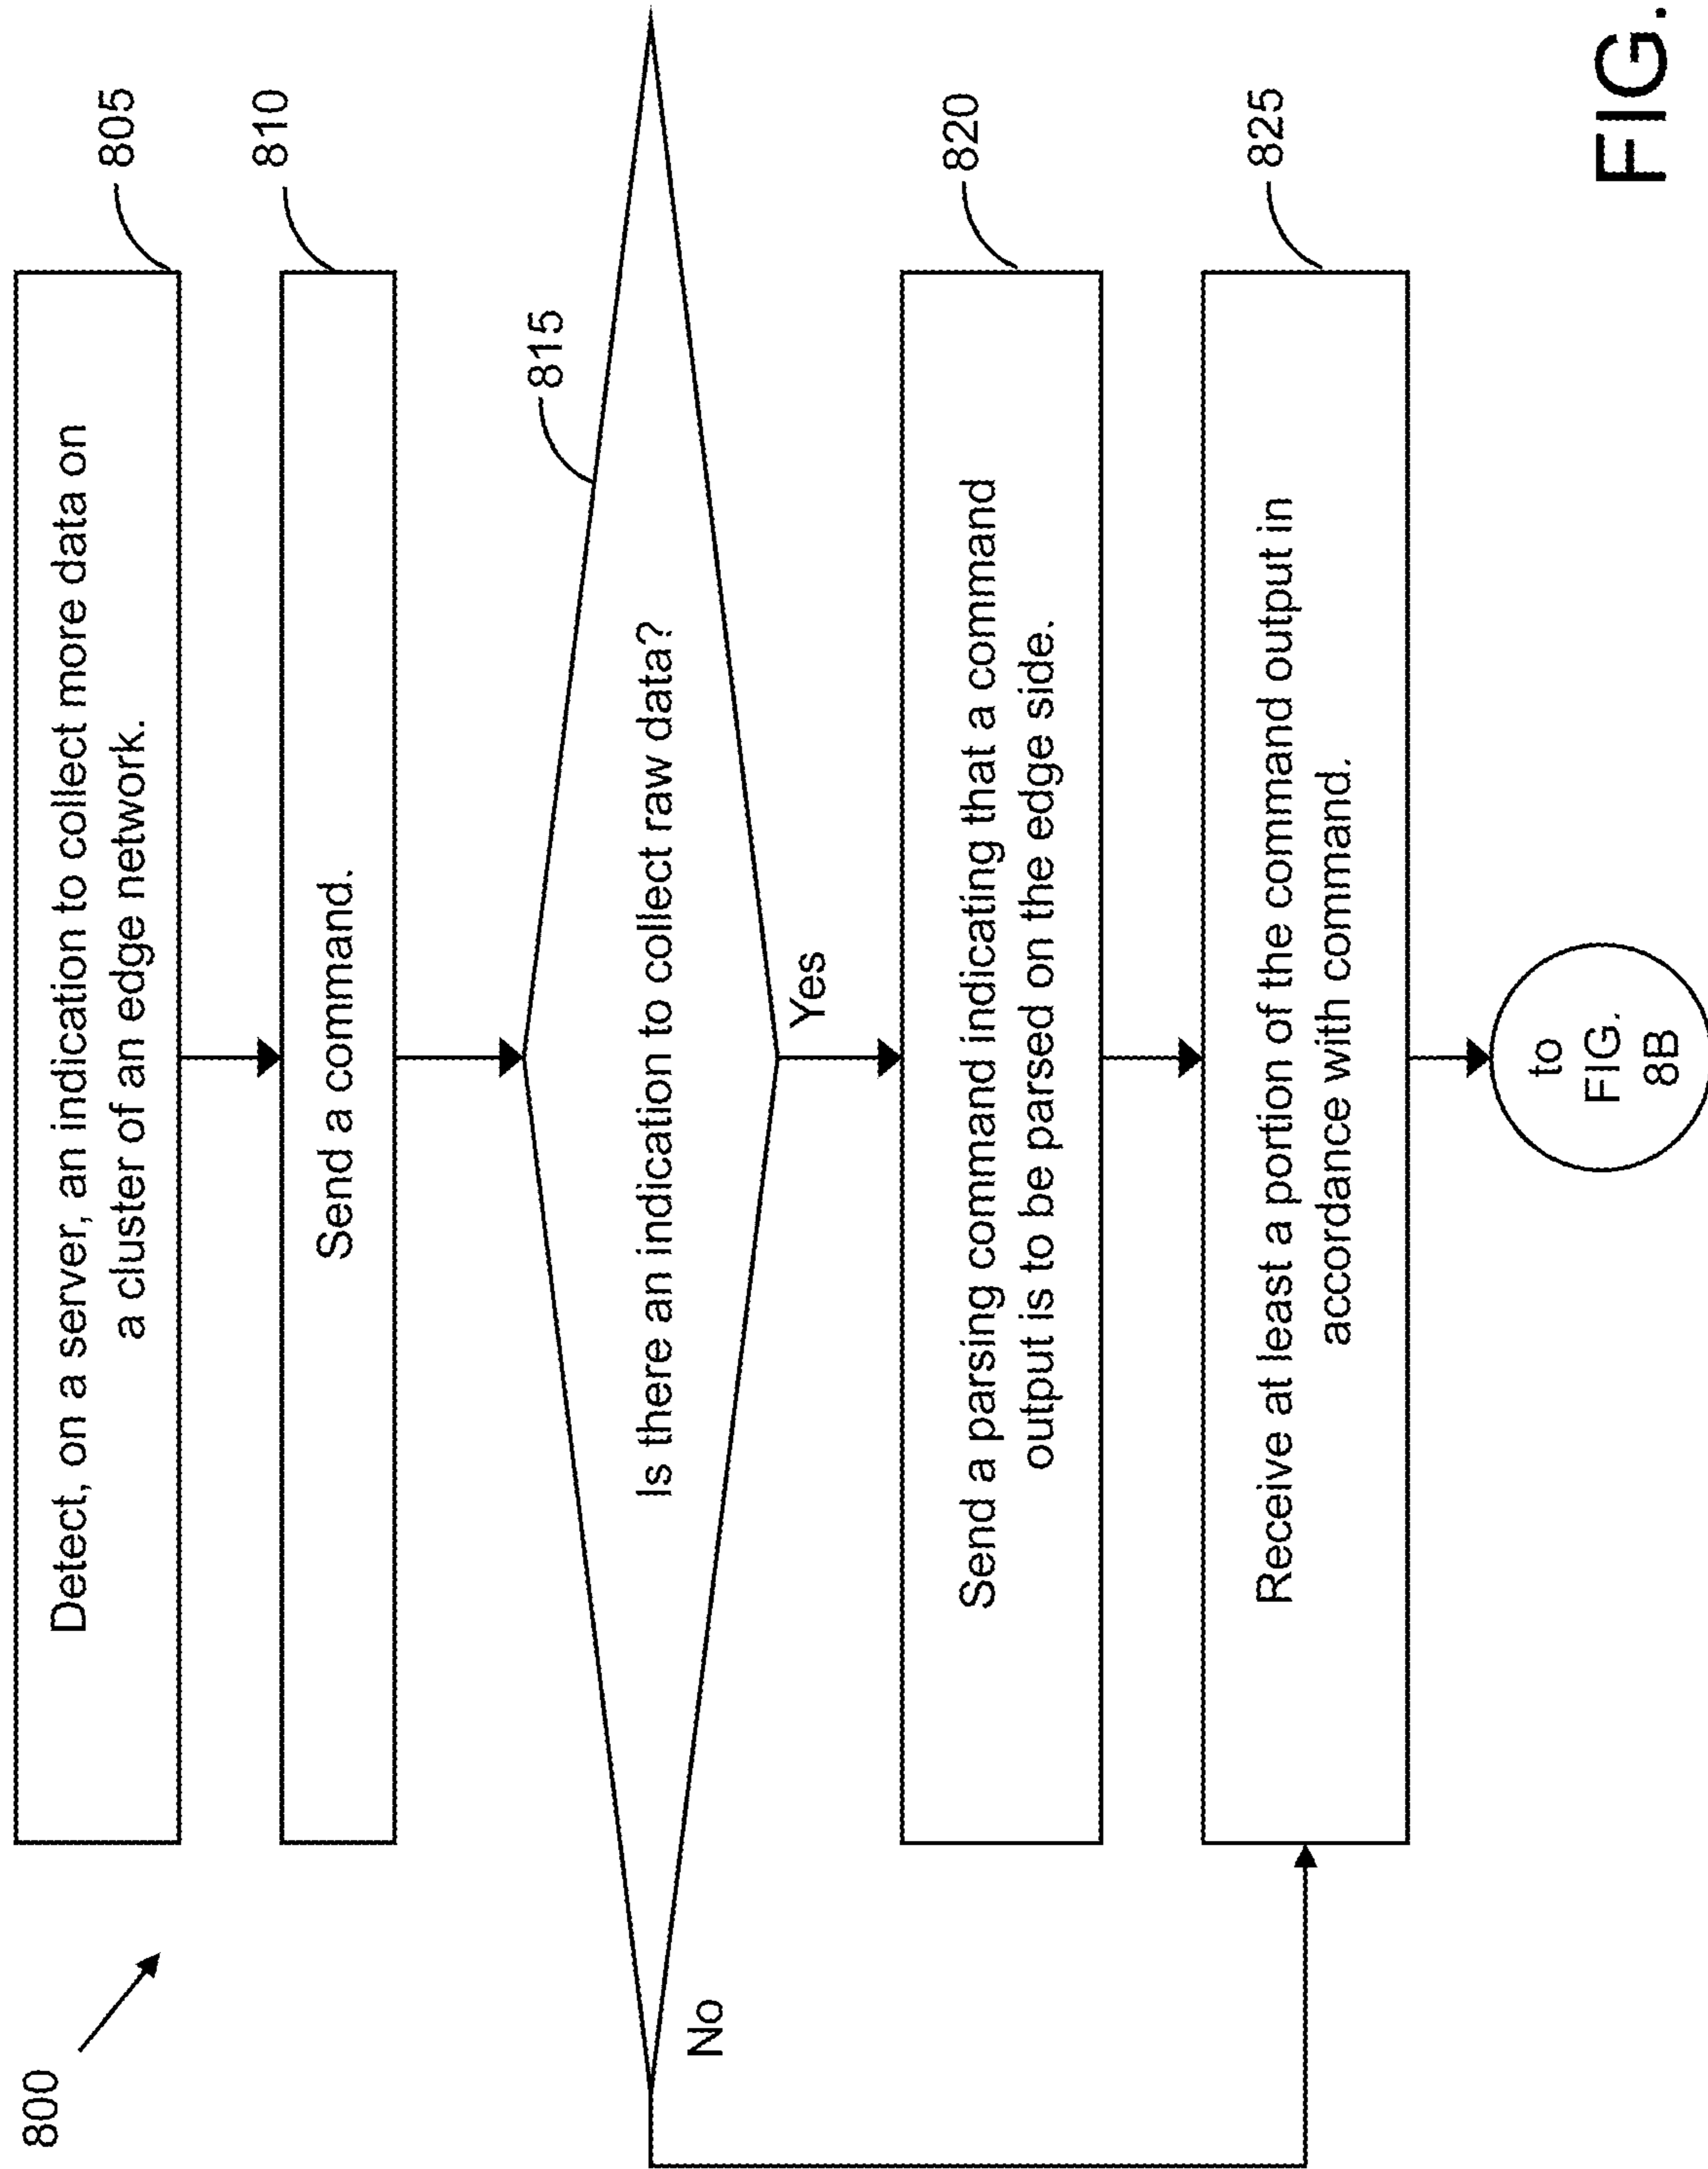 800
805
Detect, on a server, an indication to collect more data on
a cluster of an edge network.
810
Send a command.
815
Is there an indication to collect raw data?
No
Yes
820
Send a parsing command indicating that a command
output is to be parsed on the edge side.
825
Receive at least a portion of the command output in
accordance with command.
to
FIG.
8B
FIG.